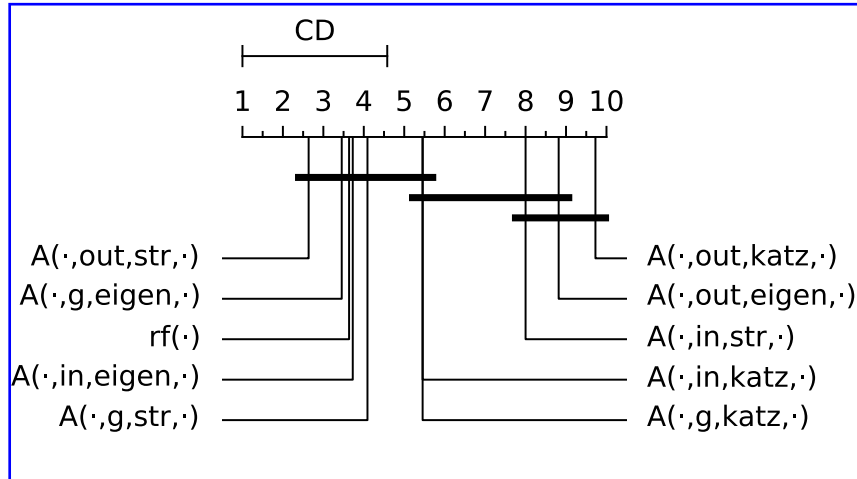 CD
1 2 3 4 5 6 7 8 9 10
A(·,out,str,·)
A(·,g,eigen,·)
rf(·)
A(·,in,eigen,·)
A(·,g,str,·)
A(·,out,katz,·)
A(·,out,eigen,·)
A(·,in,str,·)
A(·,in,katz,·)
A(·,g,katz,·)